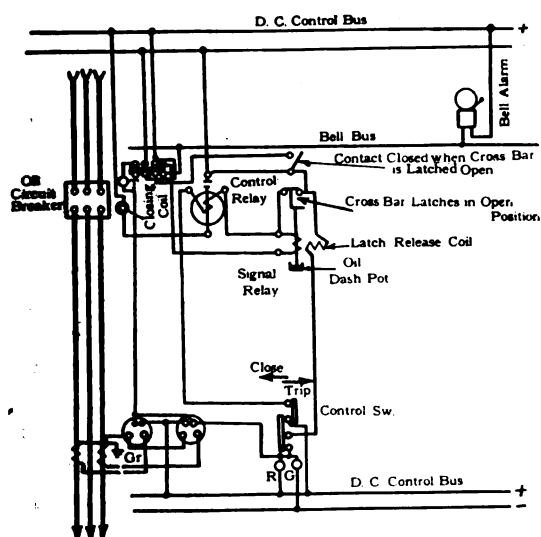 D. C. Control Bus
+
-
Bell Alarm
Bell Bus
Contact Closed when Cross Bar
is Latched Open
Oil
Circuit
Breaker
Closing
Coil
Control
Relay
Cross Bar Latches in Open
Position
Latch Release Coil
Signal
Relay
Oil
Dash Pot
Close
Trip
Control Sw.
Gr
R G
D. C Control Bus
+
-